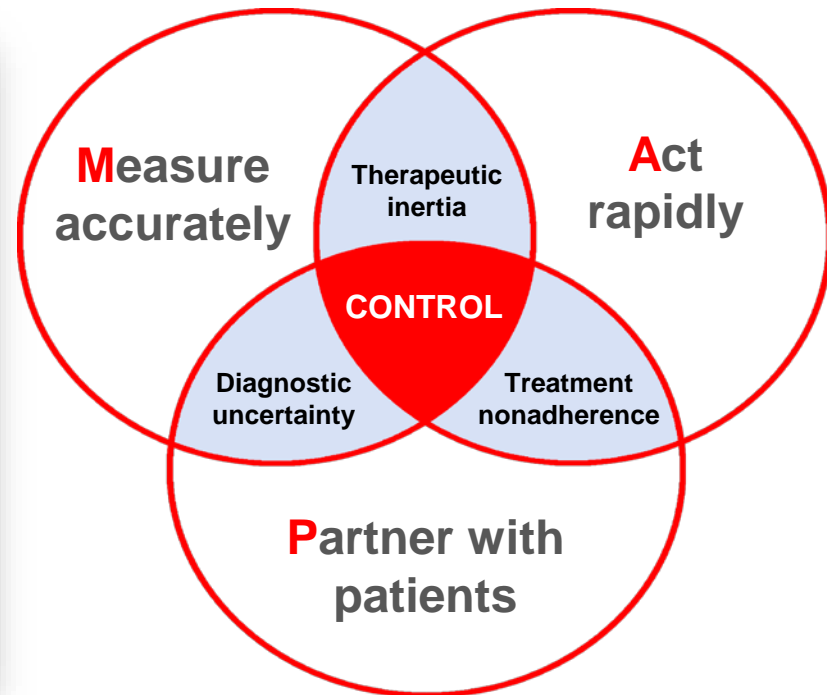 Measure
accurately
Act
rapidly
Therapeutic
inertia
CONTROL
Diagnostic
uncertainty
Treatment
nonadherence
Partner with
patients